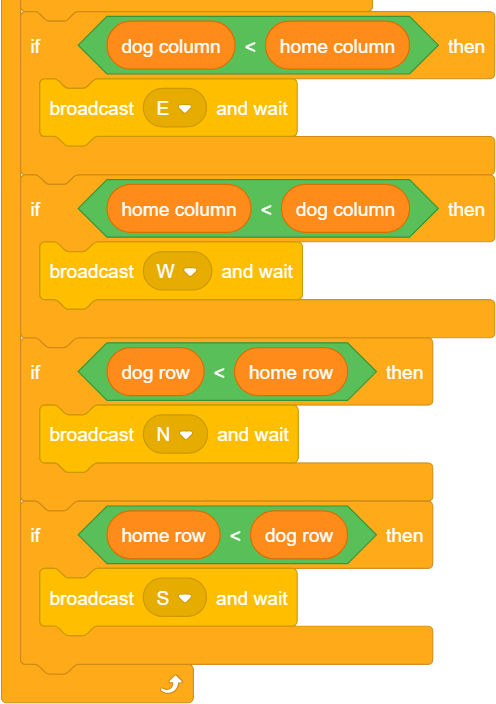 if dog column < home column then
broadcast E and wait
if home column < dog column then
broadcast W and wait
if dog row < home row then
broadcast N and wait
if home row < dog row then
broadcast S and wait